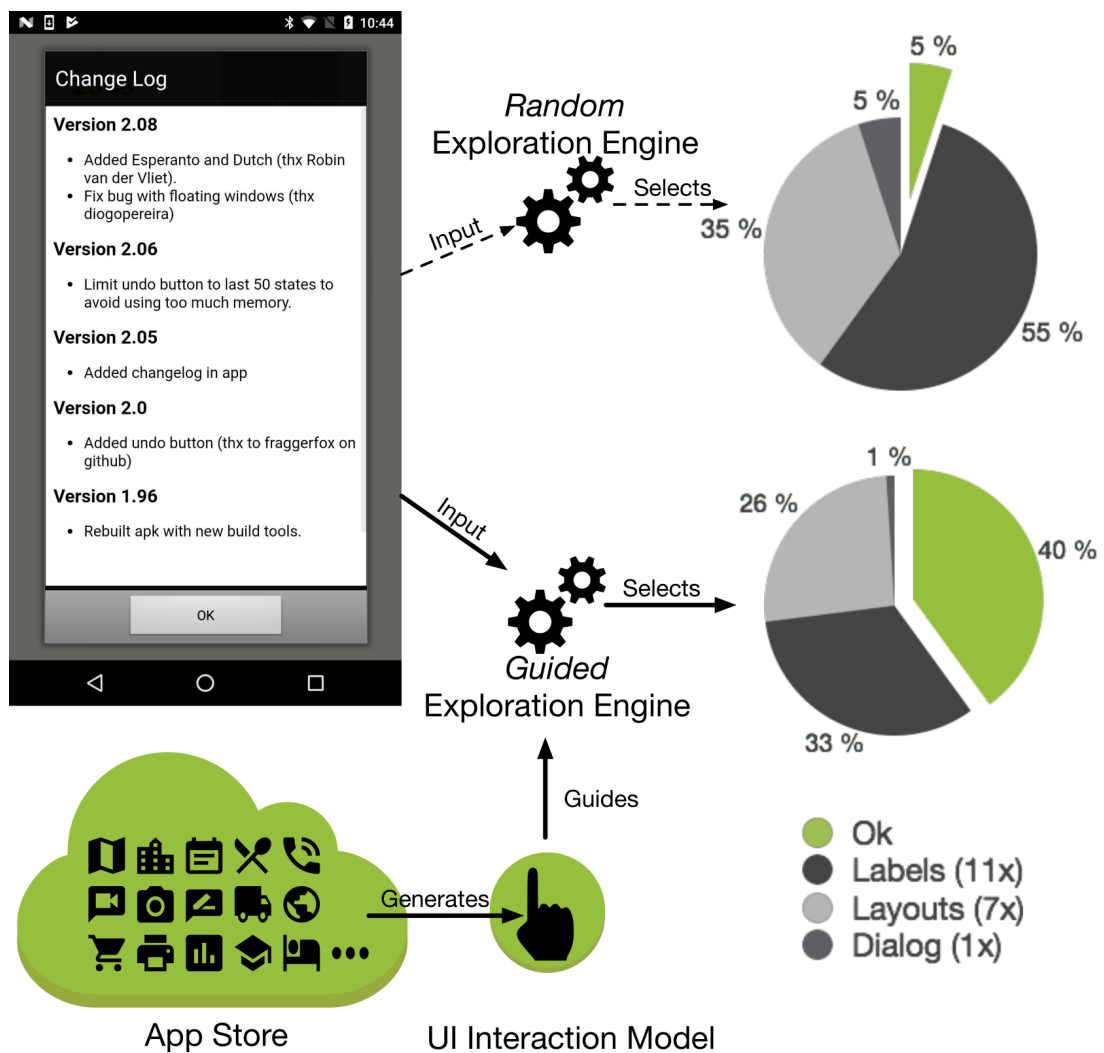 10:44
Change Log
Version 2.08
Added Esperanto and Dutch (thx Robin
van der Vliet).
Fix bug with floating windows (thx
diogopereira)
Version 2.06
Limit undo button to last 50 states to
avoid using too much memory.
Version 2.05
Added changelog in app
Version 2.0
Added undo button (thx to fraggerfox on
github)
Version 1.96
Rebuilt apk with new build tools.
OK
Random
Exploration Engine
Input
Selects
5 %
5 %
35 %
55 %
Input
Selects
Guided
Exploration Engine
1 %
26 %
40 %
33 %
Guides
Generates
App Store
UI Interaction Model
Ok
Labels (11x)
Layouts (7x)
Dialog (1x)